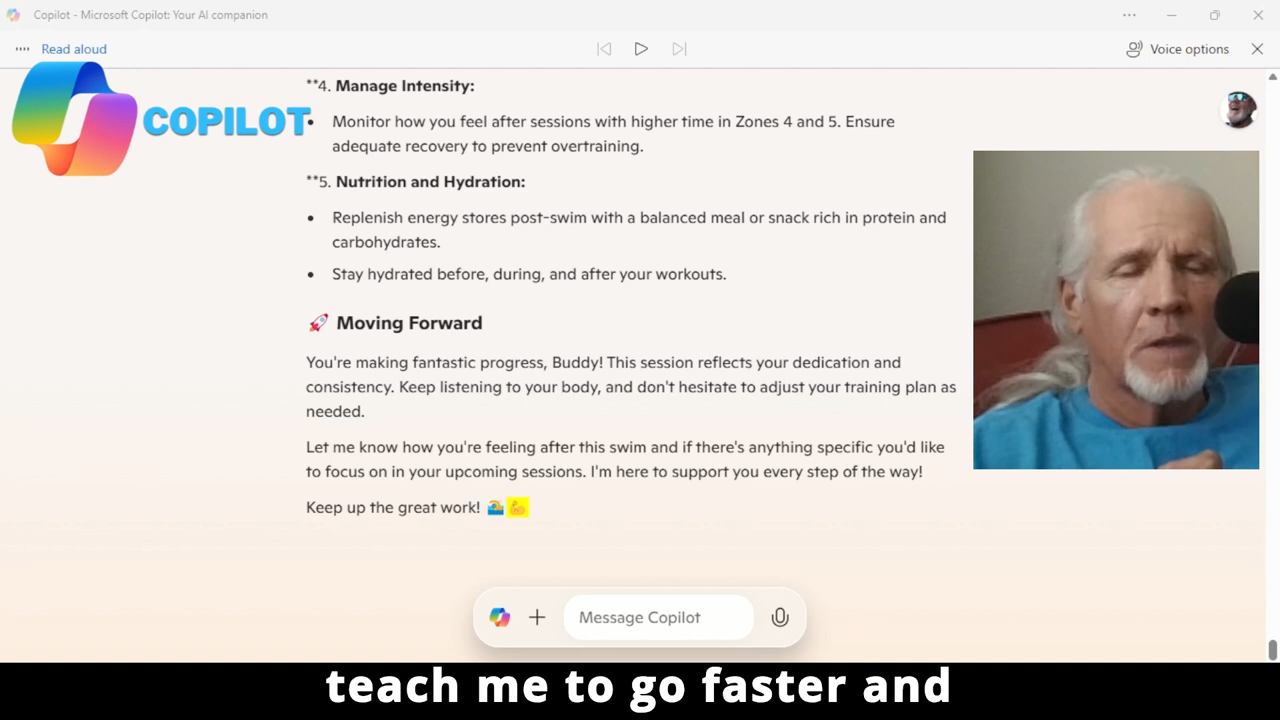 Copilot - Microsoft Copilot: Your AI companion
Read aloud
Voice options
COPILOT
**4. Manage Intensity:
• Monitor how you feel after sessions with higher time in Zones 4 and 5. Ensure
adequate recovery to prevent overtraining.
**5. Nutrition and Hydration:
• Replenish energy stores post-swim with a balanced meal or snack rich in protein and
carbohydrates.
• Stay hydrated before, during, and after your workouts.
🚀 Moving Forward
You're making fantastic progress, Buddy! This session reflects your dedication and
consistency. Keep listening to your body, and don't hesitate to adjust your training plan as
needed.
Let me know how you're feeling after this swim and if there's anything specific you'd like
to focus on in your upcoming sessions. I'm here to support you every step of the way!
Keep up the great work! 🏊💪
Message Copilot
teach me to go faster and